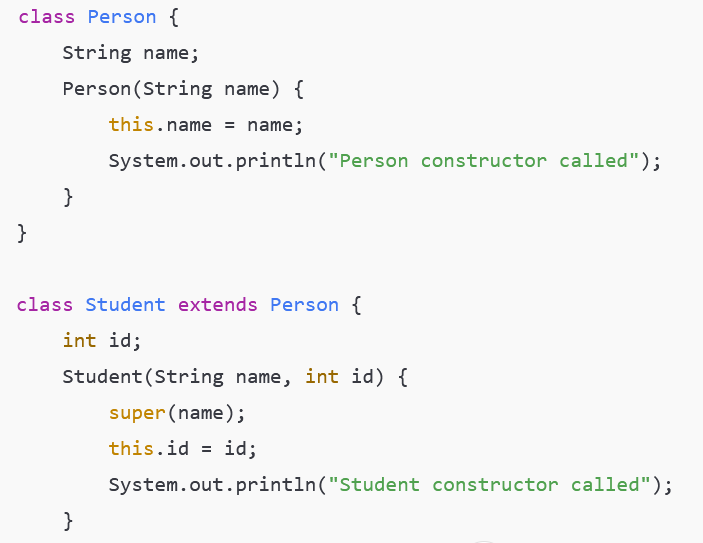 class Person {
    String name;
    Person(String name) {
        this.name = name;
        System.out.println("Person constructor called");
    }
}

class Student extends Person {
    int id;
    Student(String name, int id) {
        super(name);
        this.id = id;
        System.out.println("Student constructor called");
    }